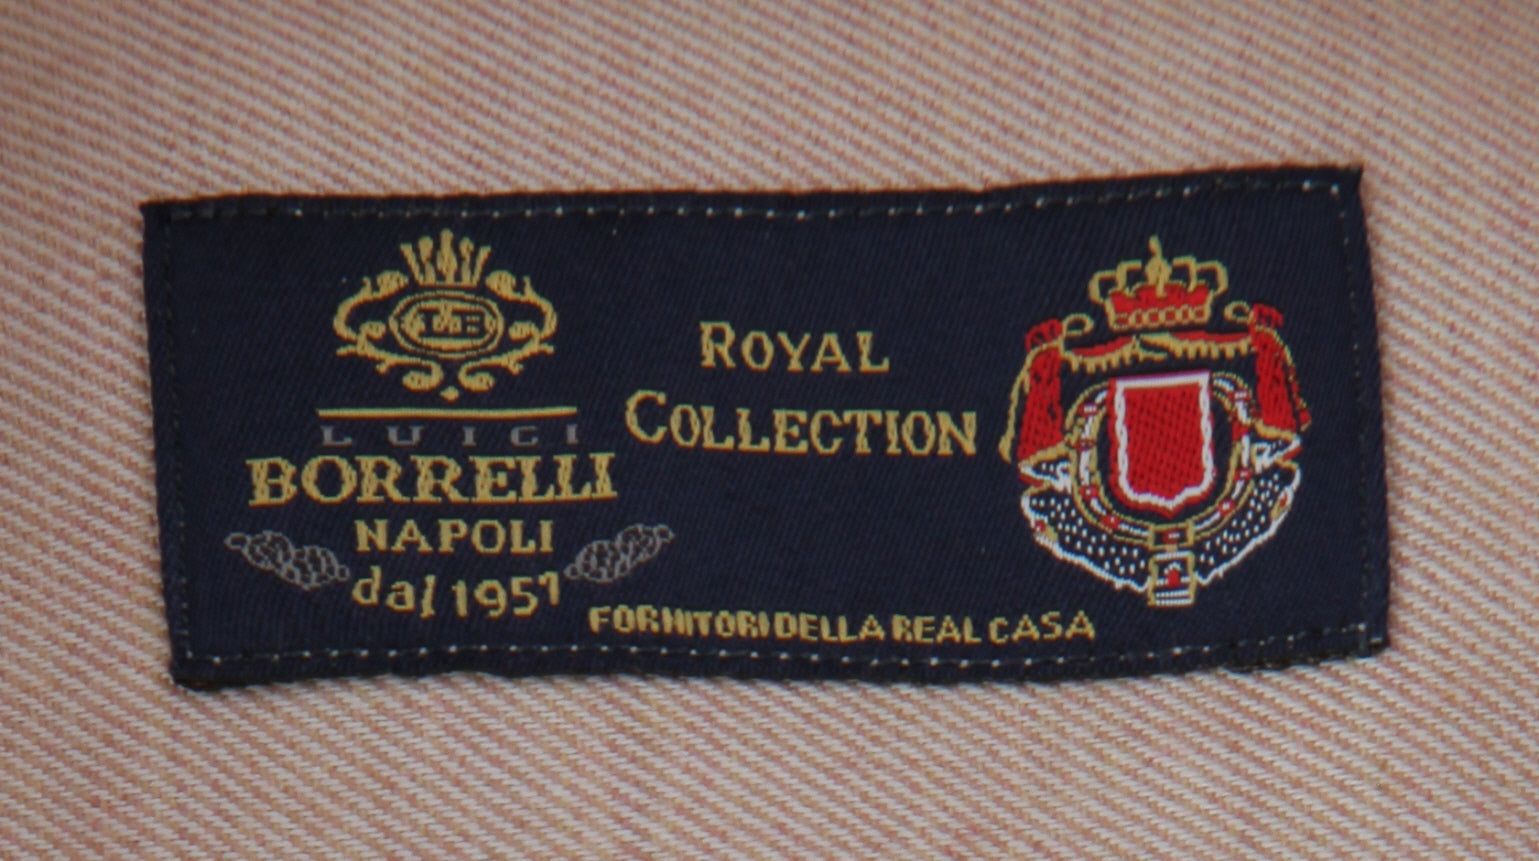 LUIGI
BORRELLI
NAPOLI
dal 1957
ROYAL
COLLECTION
FORNITORI DELLA REAL CASA